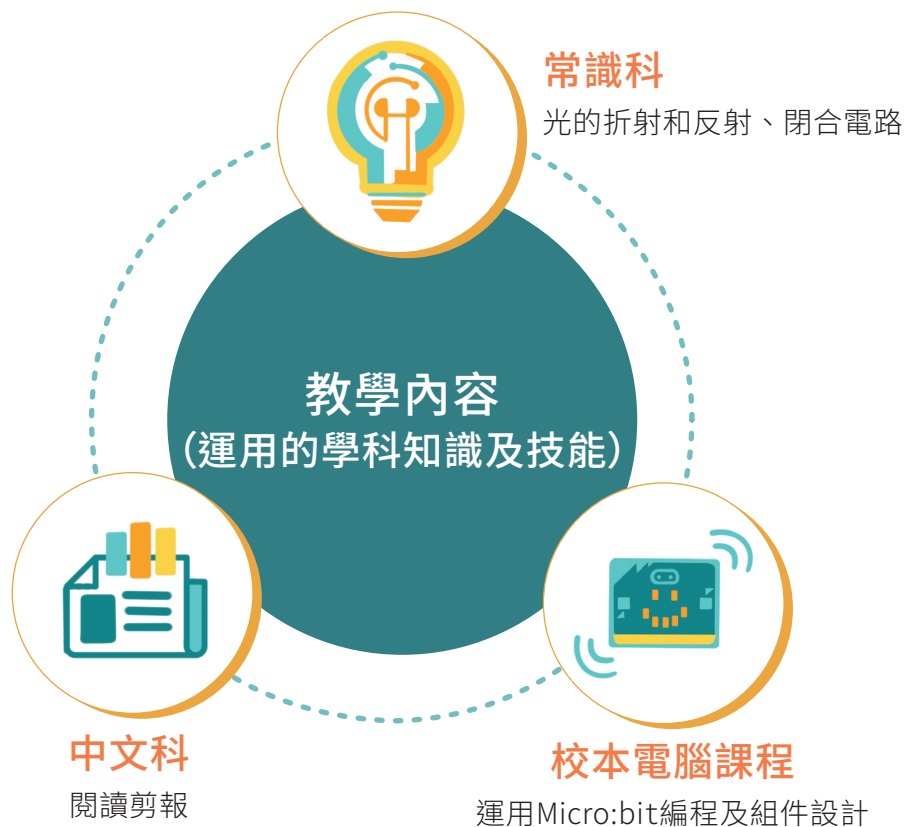 常識科
光的折射和反射、閉合電路
教學內容
（運用的學科知識及技能）
中文科
閱讀剪報
校本電腦課程
運用Micro:bit編程及組件設計